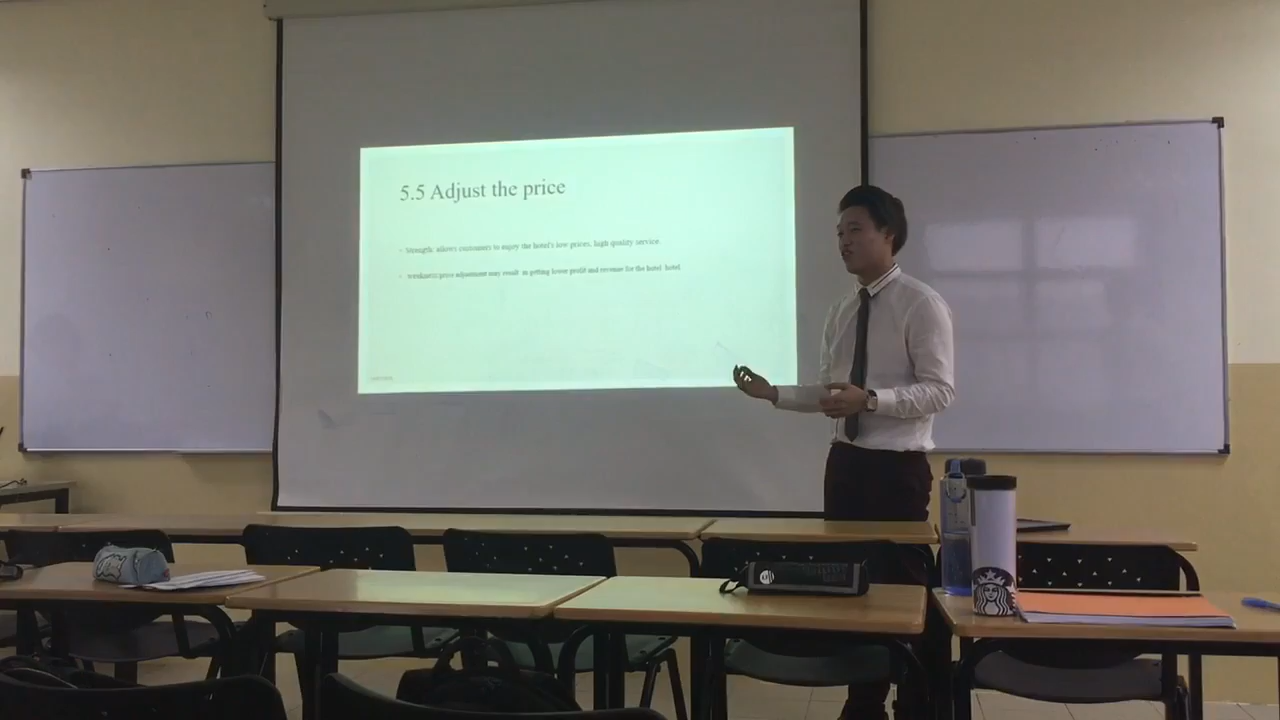 5.5 Adjust the price
Strength: allows customers to enjoy the hotel's low prices, high quality service.
weakness:price adjustment may result in getting lower profit and revenue for the hotel hotel